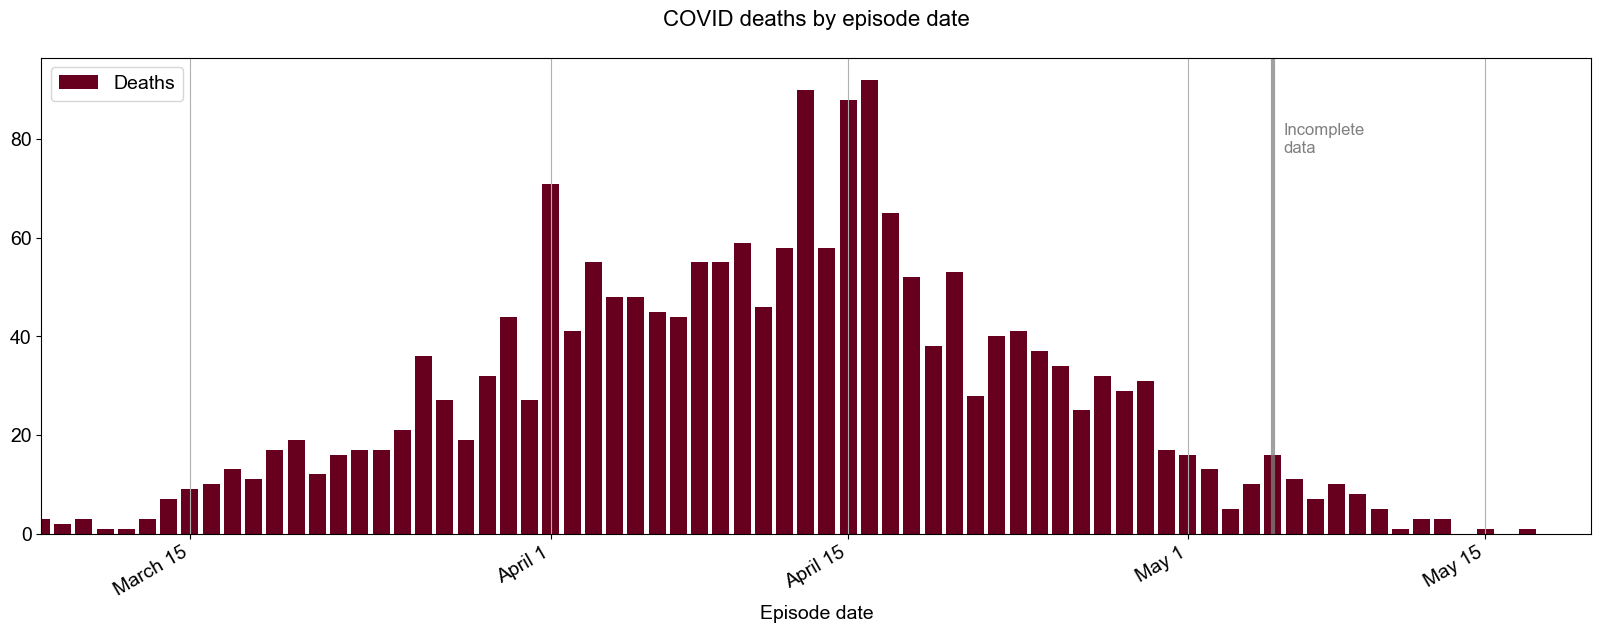 COVID deaths by episode date
Deaths
80
60
40
20
0
Incomplete
data
March 15
April 1
April 15
May 1
May 15
Episode date